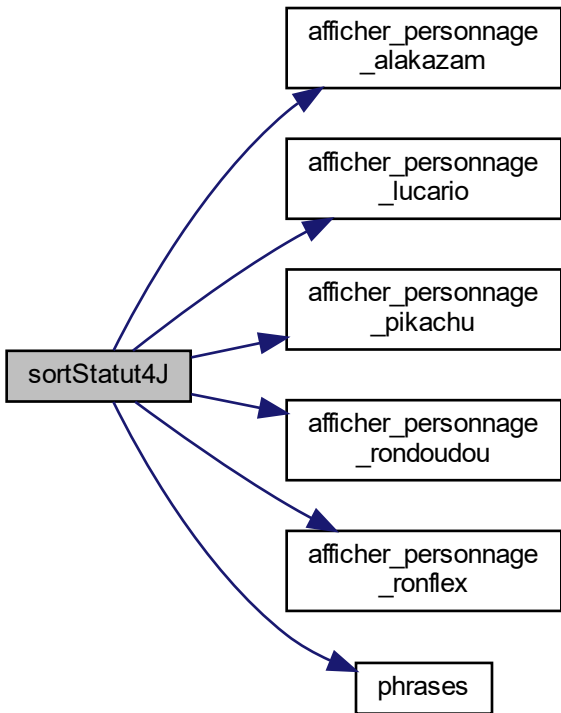 afficher_personnage
_alakazam
afficher_personnage
_lucario
afficher_personnage
_pikachu
sortStatut4J
afficher_personnage
_rondoudou
afficher_personnage
_ronflex
phrases